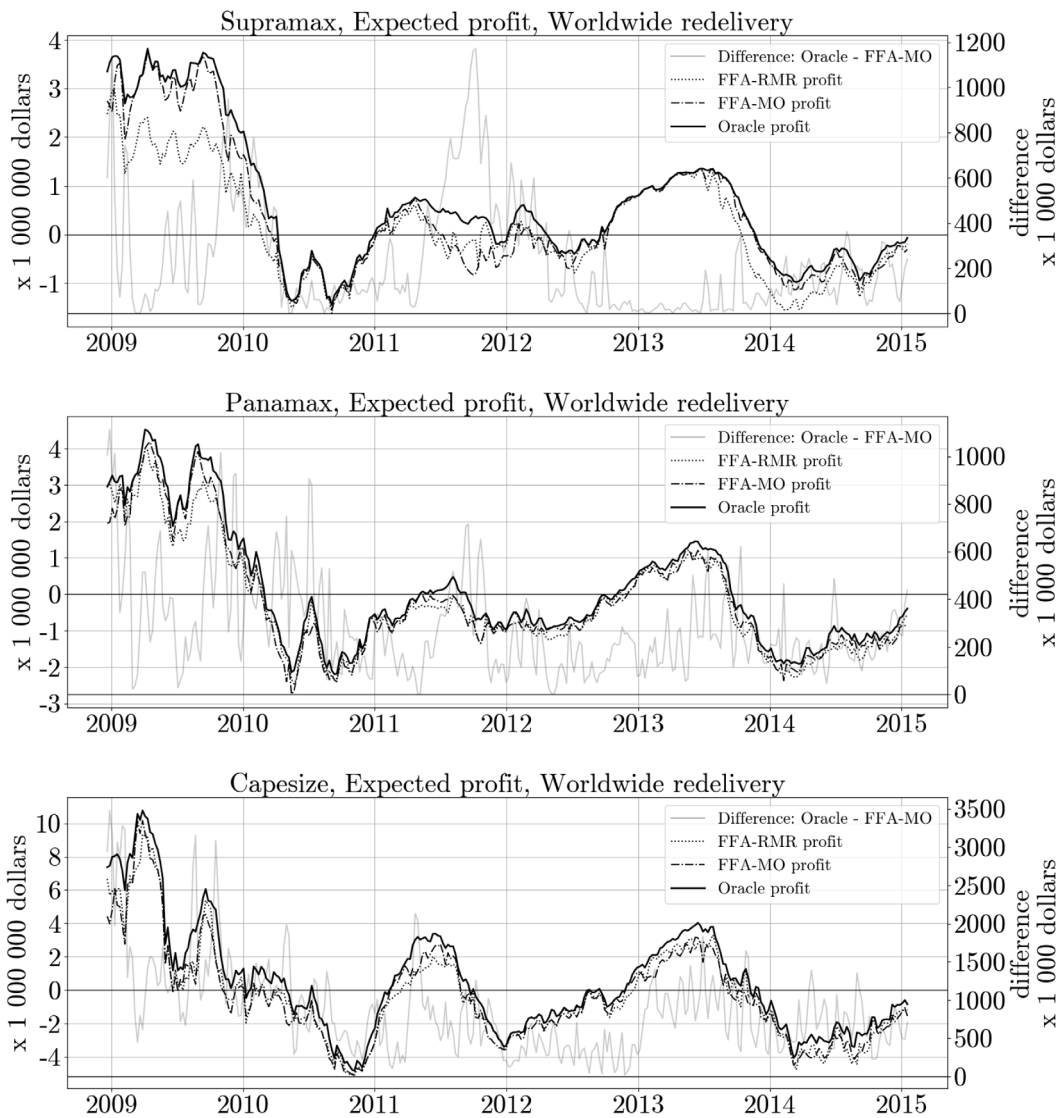 Supramax, Expected profit, Worldwide redelivery
x 1 000 000 dollars
4
3
2
1
0
-1
Difference: Oracle - FFA-MO
FFA-RMR profit
FFA-MO profit
Oracle profit
1200
1000
800
600
400
200
0
difference
x 1 000 dollars
2009 2010 2011 2012 2013 2014 2015
Panamax, Expected profit, Worldwide redelivery
x 1 000 000 dollars
4
3
2
1
0
-1
-2
-3
Difference: Oracle - FFA-MO
FFA-RMR profit
FFA-MO profit
Oracle profit
1000
800
600
400
200
0
difference
x 1 000 dollars
2009 2010 2011 2012 2013 2014 2015
Capesize, Expected profit, Worldwide redelivery
x 1 000 000 dollars
10
8
6
4
2
0
-2
-4
Difference: Oracle - FFA-MO
FFA-RMR profit
FFA-MO profit
Oracle profit
3500
3000
2500
2000
1500
1000
500
0
difference
x 1 000 dollars
2009 2010 2011 2012 2013 2014 2015